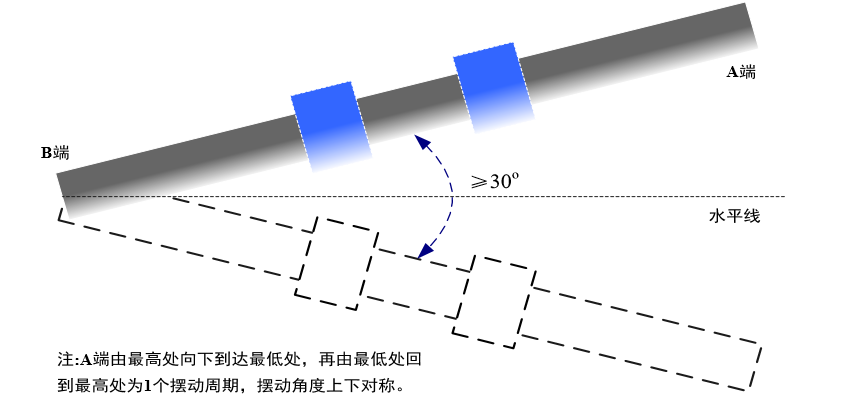 A端
B端
≥30°
水平线
注:A端由最高处向下到达最低处，再由最低处回
到最高处为1个摆动周期，摆动角度上下对称。